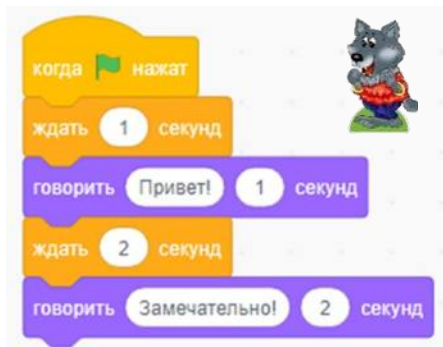 когда нажат
ждать 1 секунд
говорить Привет! 1 секунд
ждать 2 секунд
говорить Замечательно! 2 секунд